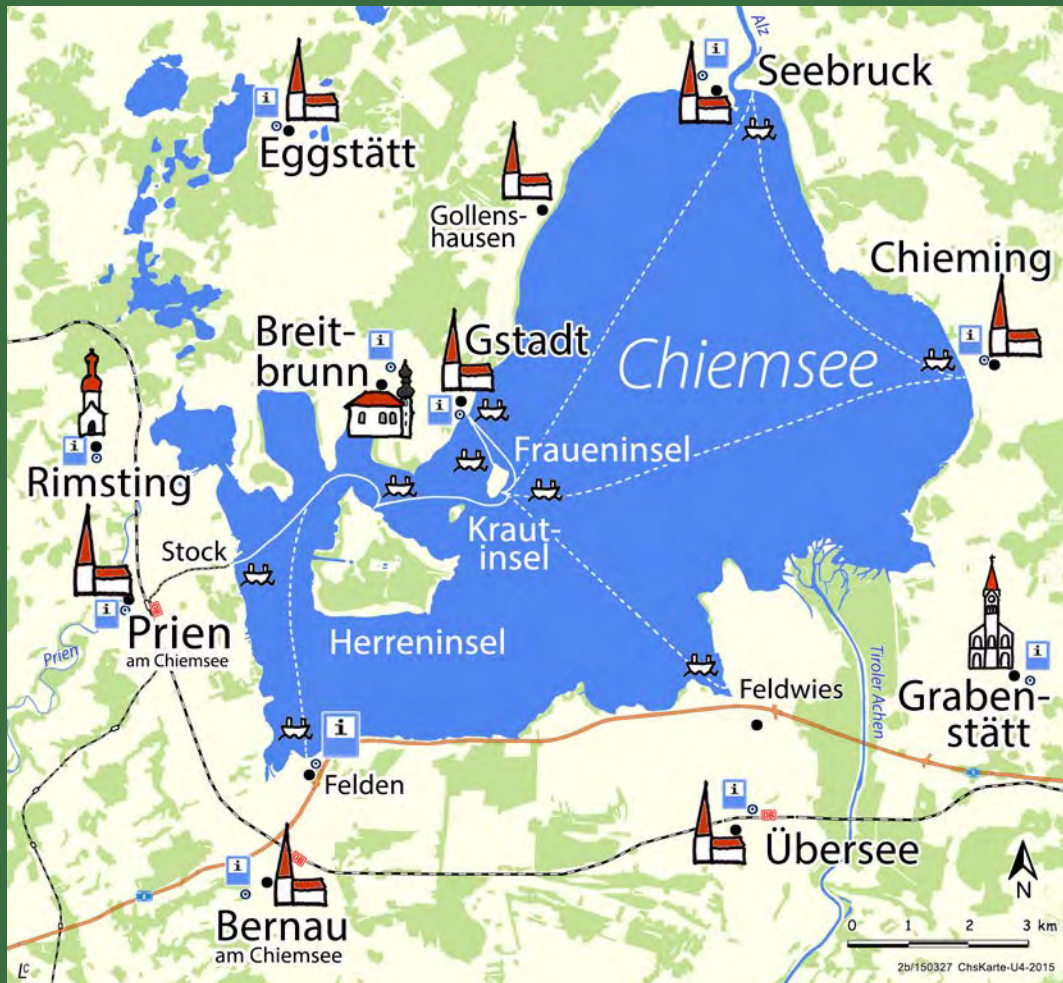 Alz
Seebruck
i
i
Eggstätt
Gollens-
hausen
Chieming
i
Breit-
brunn
i
Gstadt
i
Chiemsee
Fraueninsel
i
Rimsting
Kraut-
insel
Stock
i
Prien
am Chiemsee
Prien
Herreninsel
Tiroler Achen
i
Graben-
stätt
Feldwies
i
Felden
i
DB
Übersee
DB
i
Bernau
am Chiemsee
N
0 1 2 3 km
2b/150327 ChsKarte-U4-2015